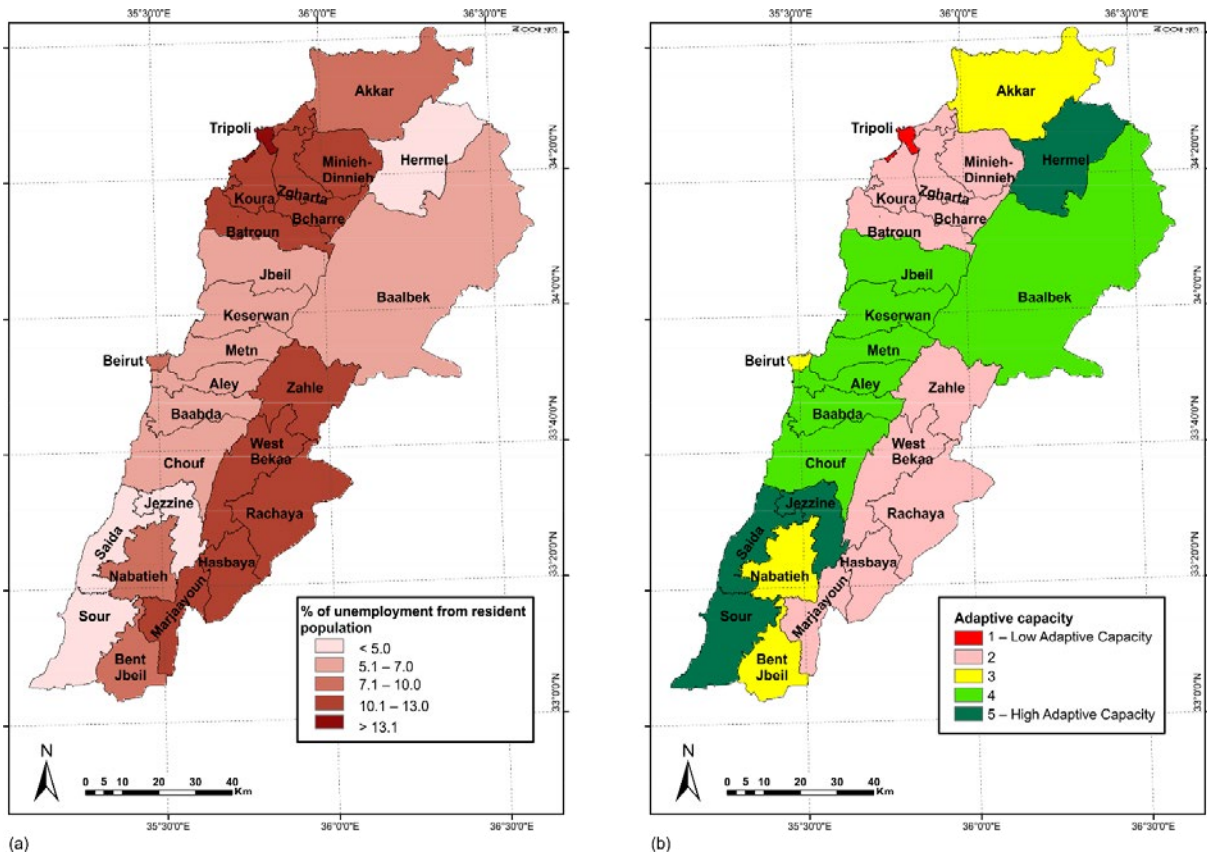 35°30'0"E
36°0'0"E
36°30'0"E
Akkar
Tripoli
Hermel
Minieh-
Dinnieh
Koura
Zgharta
Bcharre
Batroun
Jbeil
Baalbek
Keserwan
Metn
Beirut
Aley
Zahle
Baabda
West
Bekaa
Chouf
Jezzine
Rachaya
Saida
Hasbaya
Nabatieh
Marjaayoun
Sour
Bent
Jbeil
34°20'0"N
34°0'0"N
33°40'0"N
33°20'0"N
33°0'0"N
% of unemployment from resident
population
< 5.0
5.1 – 7.0
7.1 – 10.0
10.1 – 13.0
> 13.1
N
0 5 10 20 30 40
Km
35°30'0"E
36°0'0"E
36°30'0"E
(a)
35°30'0"E
36°0'0"E
36°30'0"E
Akkar
Tripoli
Hermel
Minieh-
Dinnieh
Koura
Zgharta
Bcharre
Batroun
Jbeil
Baalbek
Keserwan
Metn
Beirut
Aley
Zahle
Baabda
West
Bekaa
Chouf
Jezzine
Rachaya
Saida
Hasbaya
Nabatieh
Marjaayoun
Sour
Bent
Jbeil
34°20'0"N
34°0'0"N
33°40'0"N
33°20'0"N
33°0'0"N
Adaptive capacity
1 – Low Adaptive Capacity
2
3
4
5 – High Adaptive Capacity
N
0 5 10 20 30 40
Km
35°30'0"E
36°0'0"E
36°30'0"E
(b)